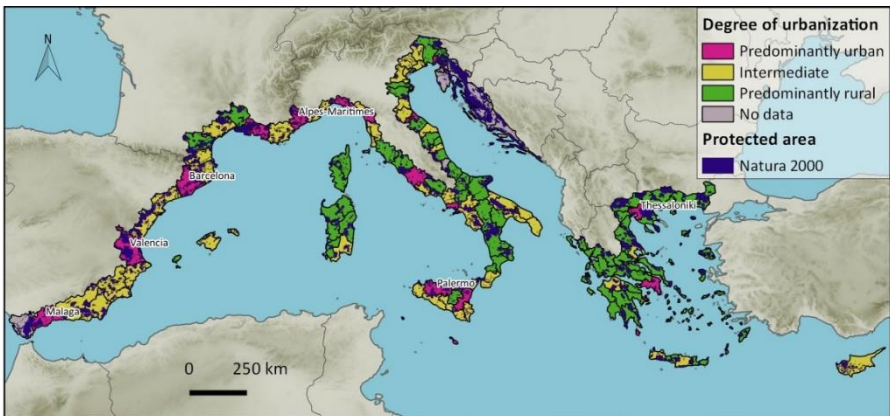 N
Degree of urbanization
Predominantly urban
Intermediate
Predominantly rural
No data
Protected area
Natura 2000
Alpes-Maritimes
Barcelona
Thessaloniki
Valencia
Palermo
Malaga
0 250 km